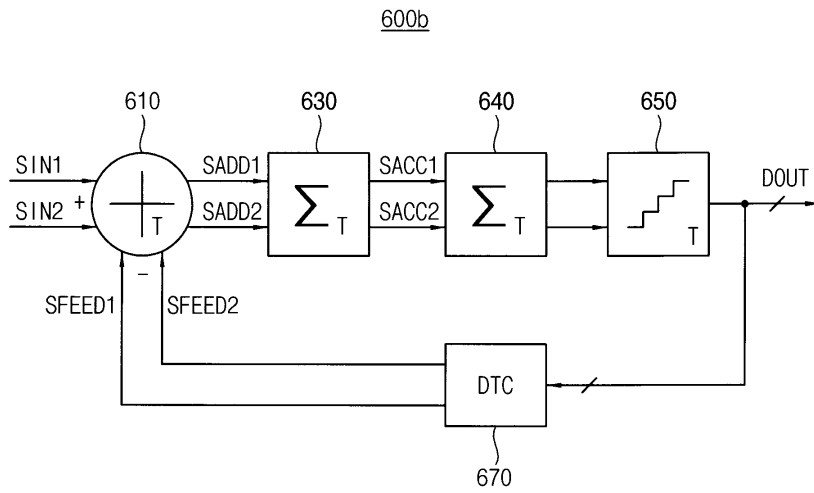 600b
610
630
640
650
SIN1
SADD1
SACC1
DOUT
+
T
Σ T
Σ T
T
SIN2
SADD2
SACC2
−
SFEED1
SFEED2
DTC
670